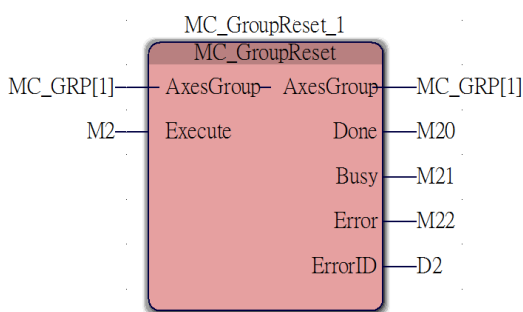 MC_GroupReset_1
MC_GroupReset
MC_GRP[1] AxesGroup AxesGroup MC_GRP[1]
M2 Execute Done M20
Busy M21
Error M22
ErrorID D2